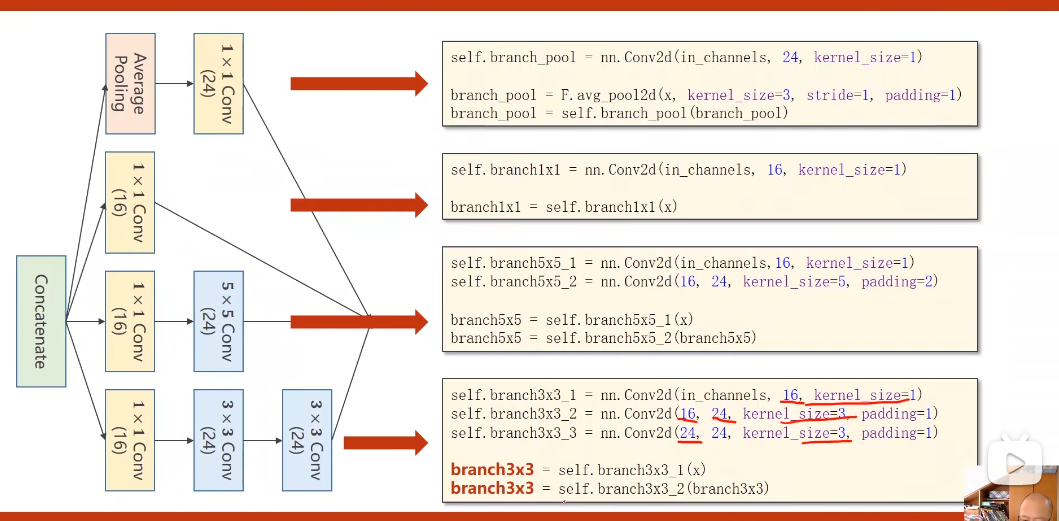 Average
Pooling
1 × 1 Conv
(24)
1 × 1 Conv
(16)
Concatenate
1 × 1 Conv
(16)
5 × 5 Conv
(24)
1 × 1 Conv
(16)
3 × 3 Conv
(24)
3 × 3 Conv
(24)
self.branch_pool = nn.Conv2d(in_channels, 24, kernel_size=1)
branch_pool = F.avg_pool2d(x, kernel_size=3, stride=1, padding=1)
branch_pool = self.branch_pool(branch_pool)
self.branch1x1 = nn.Conv2d(in_channels, 16, kernel_size=1)
branch1x1 = self.branch1x1(x)
self.branch5x5_1 = nn.Conv2d(in_channels,16, kernel_size=1)
self.branch5x5_2 = nn.Conv2d(16, 24, kernel_size=5, padding=2)
branch5x5 = self.branch5x5_1(x)
branch5x5 = self.branch5x5_2(branch5x5)
self.branch3x3_1 = nn.Conv2d(in_channels, 16, kernel_size=1)
self.branch3x3_2 = nn.Conv2d(16, 24, kernel_size=3, padding=1)
self.branch3x3_3 = nn.Conv2d(24, 24, kernel_size=3, padding=1)
branch3x3 = self.branch3x3_1(x)
branch3x3 = self.branch3x3_2(branch3x3)